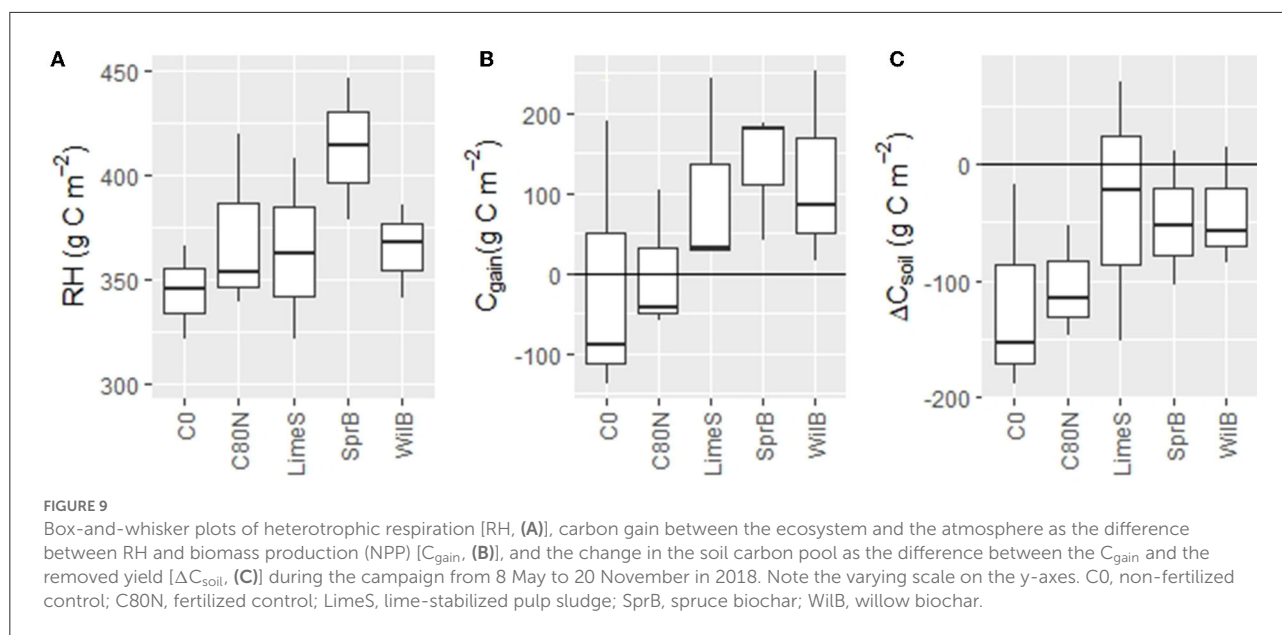 A
B
C
RH (g C m⁻²)
450
400
350
300
C0
C80N
LimeS
SprB
WilB
C_gain(g C m⁻²)
200
100
0
-100
C0
C80N
LimeS
SprB
WilB
ΔC_soil (g C m⁻²)
0
-100
-200
C0
C80N
LimeS
SprB
WilB
FIGURE 9
Box-and-whisker plots of heterotrophic respiration [RH, (A)], carbon gain between the ecosystem and the atmosphere as the difference
between RH and biomass production (NPP) [C_gain, (B)], and the change in the soil carbon pool as the difference between the C_gain and the
removed yield [ΔC_soil, (C)] during the campaign from 8 May to 20 November in 2018. Note the varying scale on the y-axes. C0, non-fertilized
control; C80N, fertilized control; LimeS, lime-stabilized pulp sludge; SprB, spruce biochar; WilB, willow biochar.